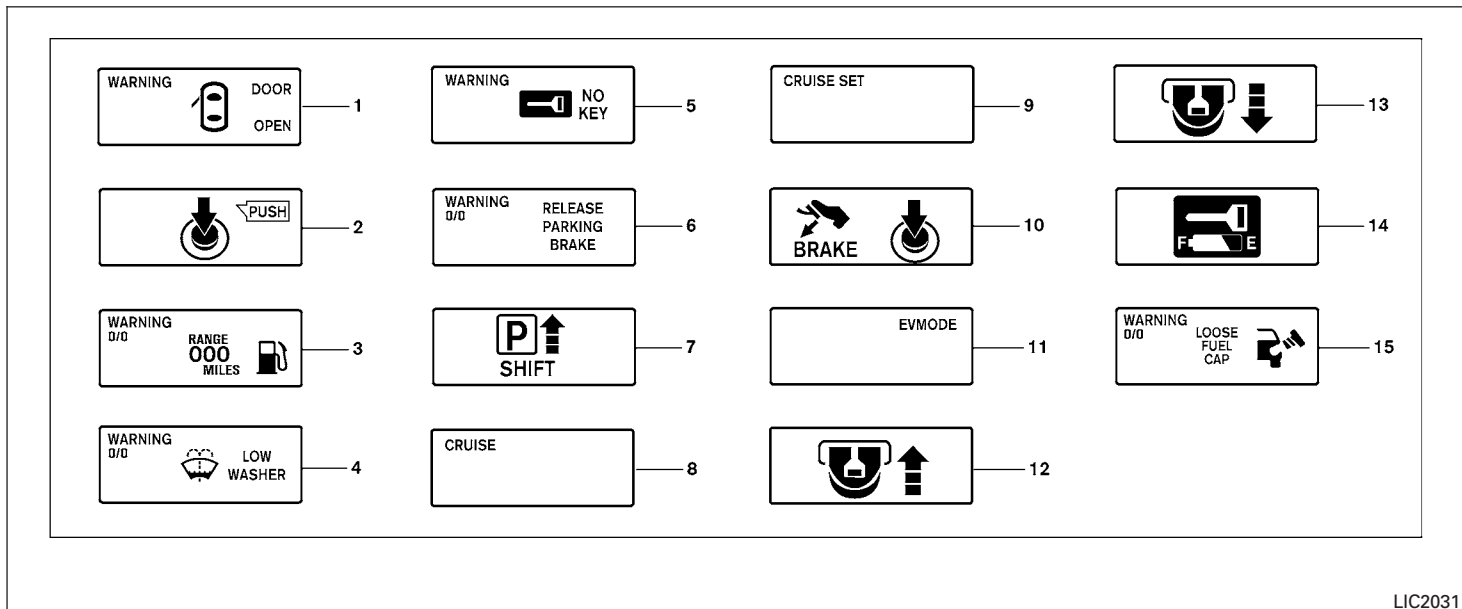 WARNING
DOOR
OPEN
1
PUSH
2
WARNING
0/0
RANGE
000
MILES
3
WARNING
0/0
LOW
WASHER
4
WARNING
NO
KEY
5
WARNING
0/0
RELEASE
PARKING
BRAKE
6
P
SHIFT
7
CRUISE
8
CRUISE SET
9
BRAKE
10
EVMODE
11
12
13
F E
14
WARNING
0/0
LOOSE
FUEL
CAP
15
LIC2031